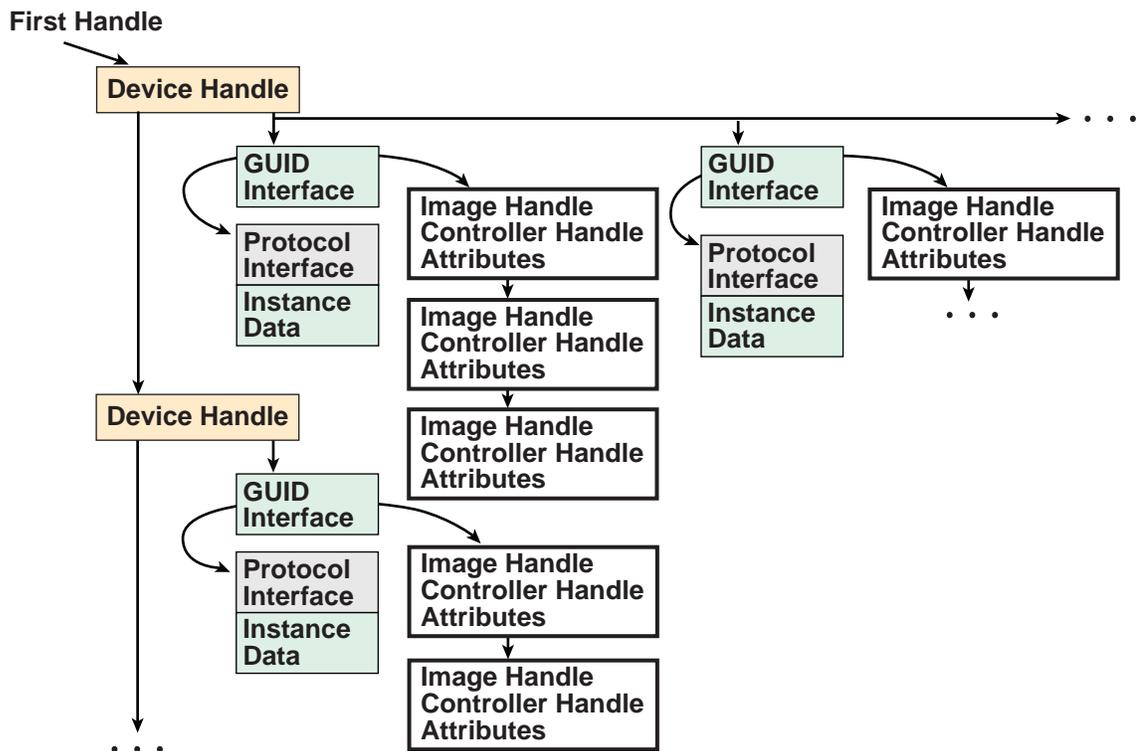 First Handle
Device Handle
. . .
GUID
Interface
Image Handle
Controller Handle
Attributes
Protocol
Interface
Instance
Data
Image Handle
Controller Handle
Attributes
Image Handle
Controller Handle
Attributes
GUID
Interface
Image Handle
Controller Handle
Attributes
. . .
Protocol
Interface
Instance
Data
Device Handle
GUID
Interface
Image Handle
Controller Handle
Attributes
Protocol
Interface
Instance
Data
Image Handle
Controller Handle
Attributes
. . .